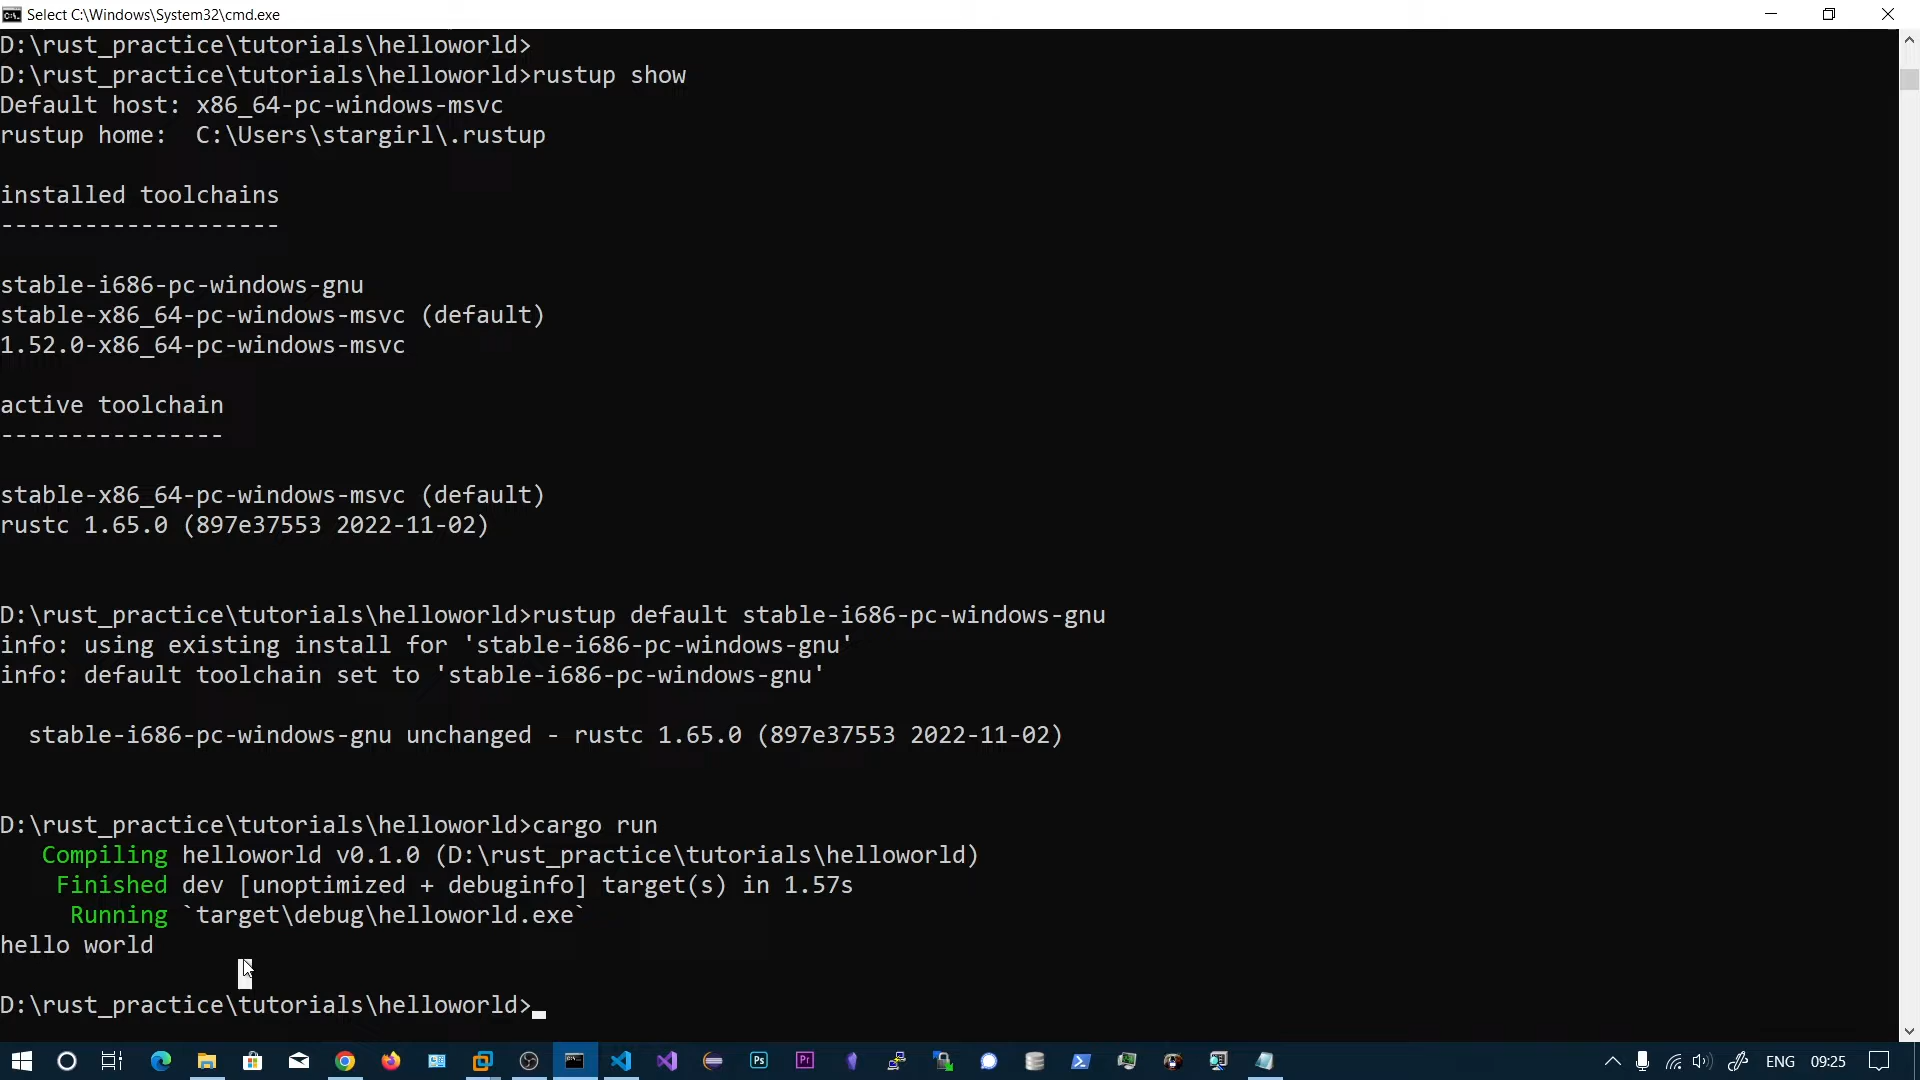 Select C:\Windows\System32\cmd.exe
D:\rust_practice\tutorials\helloworld>
D:\rust_practice\tutorials\helloworld>rustup show
Default host: x86_64-pc-windows-msvc
rustup home:  C:\Users\stargirl\.rustup
installed toolchains
--------------------
stable-i686-pc-windows-gnu
stable-x86_64-pc-windows-msvc (default)
1.52.0-x86_64-pc-windows-msvc
active toolchain
----------------
stable-x86_64-pc-windows-msvc (default)
rustc 1.65.0 (897e37553 2022-11-02)
D:\rust_practice\tutorials\helloworld>rustup default stable-i686-pc-windows-gnu
info: using existing install for 'stable-i686-pc-windows-gnu'
info: default toolchain set to 'stable-i686-pc-windows-gnu'
  stable-i686-pc-windows-gnu unchanged - rustc 1.65.0 (897e37553 2022-11-02)
D:\rust_practice\tutorials\helloworld>cargo run
   Compiling helloworld v0.1.0 (D:\rust_practice\tutorials\helloworld)
    Finished dev [unoptimized + debuginfo] target(s) in 1.57s
     Running `target\debug\helloworld.exe`
hello world
D:\rust_practice\tutorials\helloworld>
Ps Pr ENG 09:25